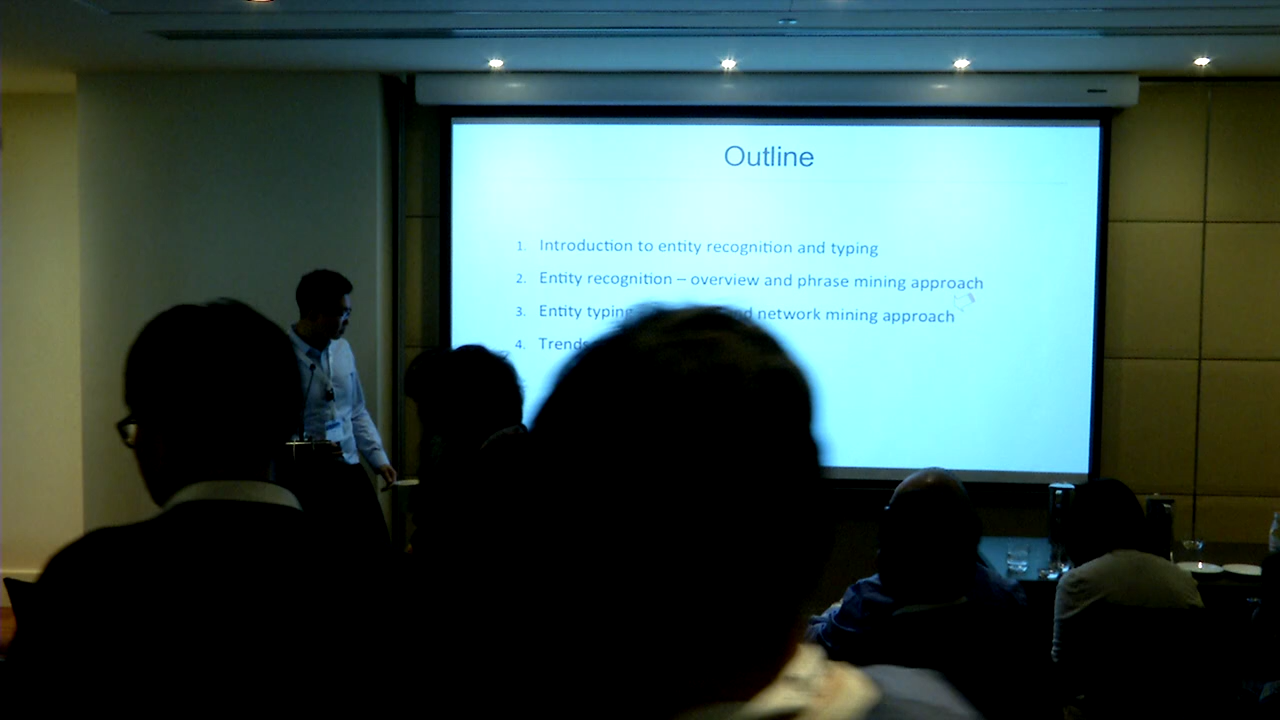 Outline
1. Introduction to entity recognition and typing
2. Entity recognition – overview and phrase mining approach
3. Entity typing network mining approach
4. Trends